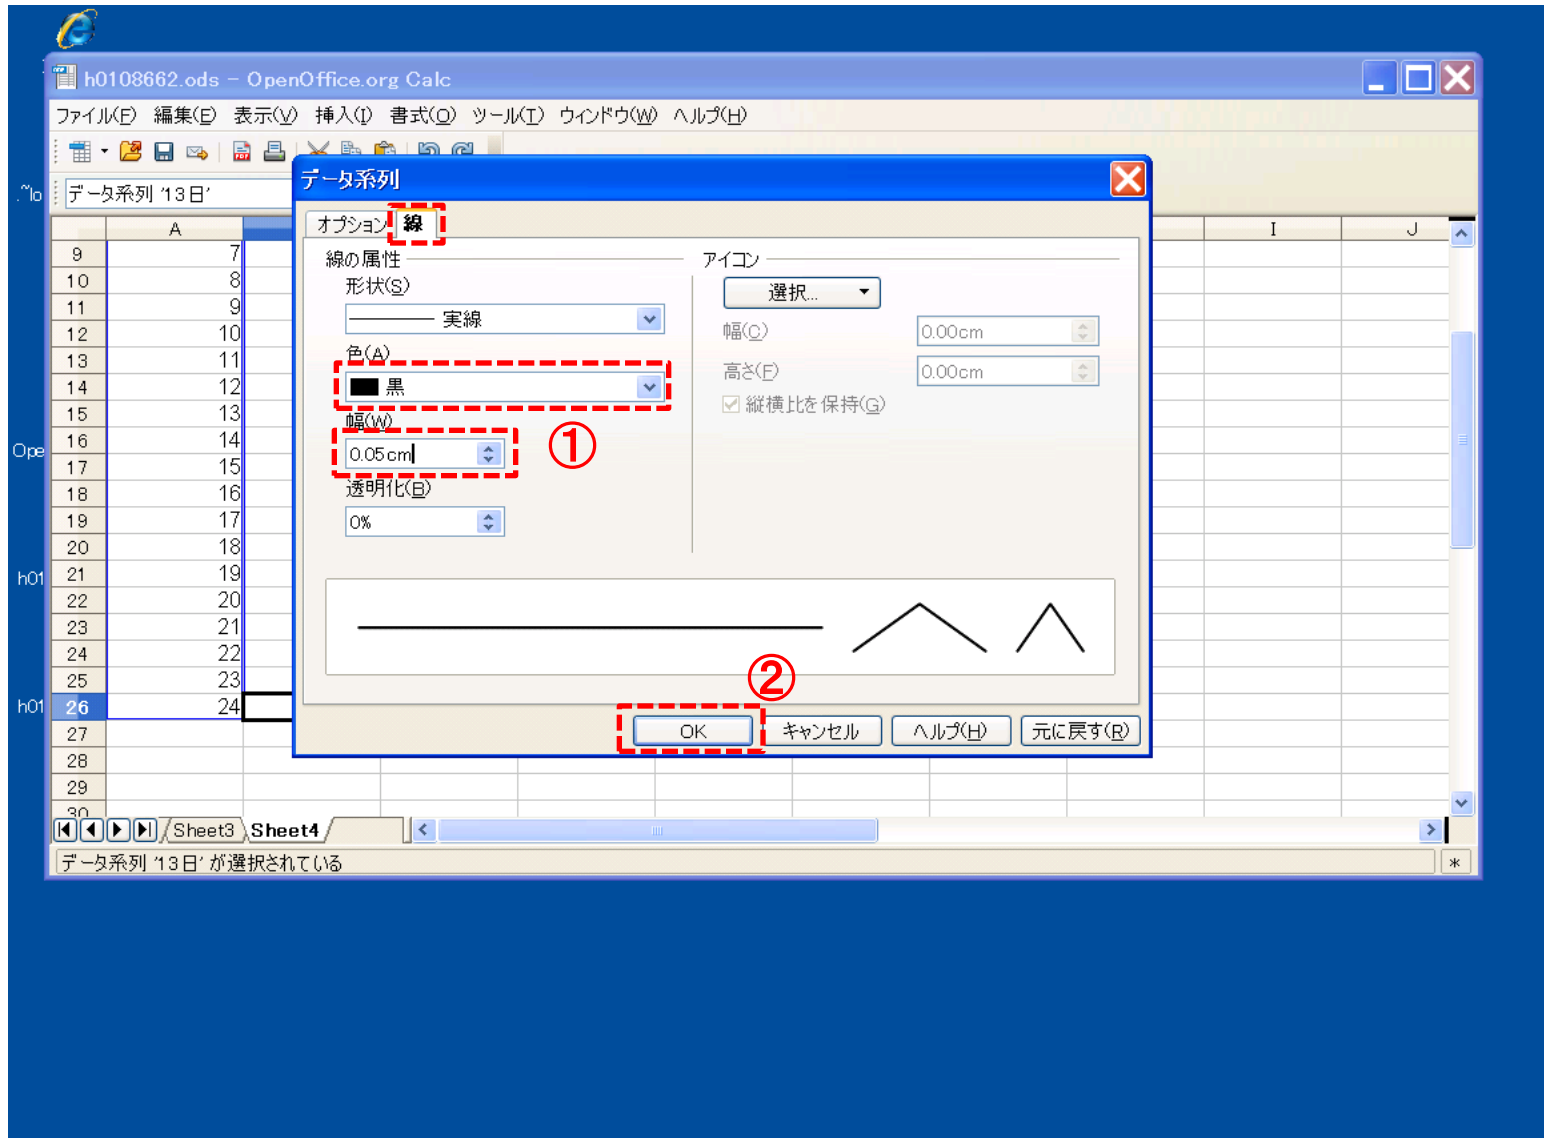 h0108662.ods - OpenOffice.org Calc
ファイル(F) 編集(E) 表示(V) 挿入(I) 書式(O) ツール(T) ウィンドウ(W) ヘルプ(H)
.~lo
データ系列 '13日'
データ系列
オプション 線
A I J
線の属性
アイコン
形状(S)
実線
選択...
幅(C) 0.00cm
色(A)
黒
高さ(F) 0.00cm
縦横比を保持(G)
幅(W)
0.05cm
①
透明化(B)
0%
②
OK キャンセル ヘルプ(H) 元に戻す(R)
9 7
10 8
11 9
12 10
13 11
14 12
15 13
16 14
17 15
18 16
19 17
20 18
21 19
22 20
23 21
24 22
25 23
26 24
27
28
29
30
Ope
h01
h01
Sheet3 Sheet4
データ系列 '13日' が選択されている *